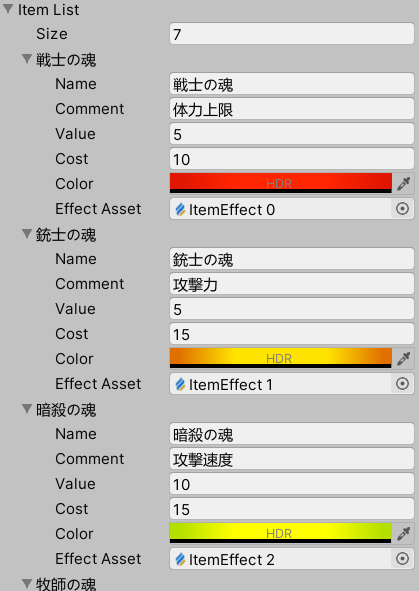 Item List
Size 7
戦士の魂
Name 戦士の魂
Comment 体力上限
Value 5
Cost 10
Color HDR
Effect Asset ItemEffect 0
銃士の魂
Name 銃士の魂
Comment 攻撃力
Value 5
Cost 15
Color HDR
Effect Asset ItemEffect 1
暗殺の魂
Name 暗殺の魂
Comment 攻撃速度
Value 10
Cost 15
Color HDR
Effect Asset ItemEffect 2
牧師の魂